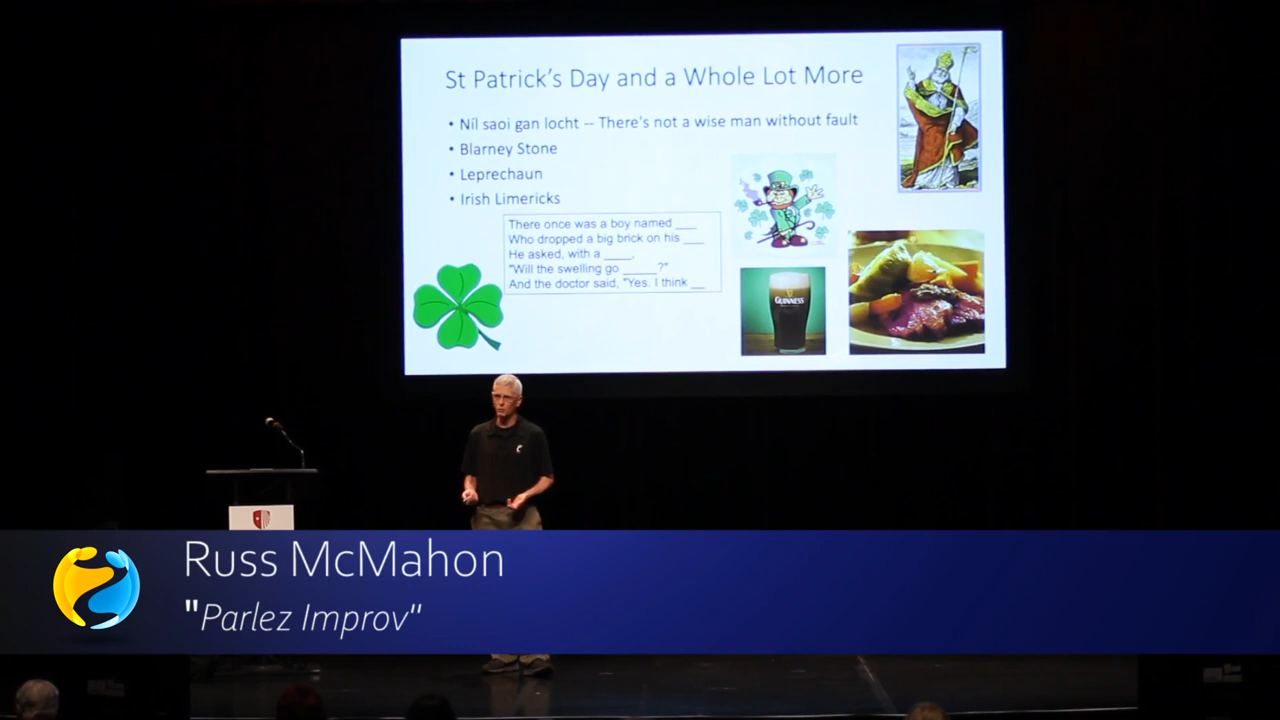 St Patrick's Day and a Whole Lot More
• Níl saoi gan locht -- There's not a wise man without fault
• Blarney Stone
• Leprechaun
• Irish Limericks
There once was a boy named ____
Who dropped a big brick on his ____
He asked, with a _____,
"Will the swelling go ______?"
And the doctor said, "Yes. I think __
GUINNESS
Russ McMahon
"Parlez Improv"